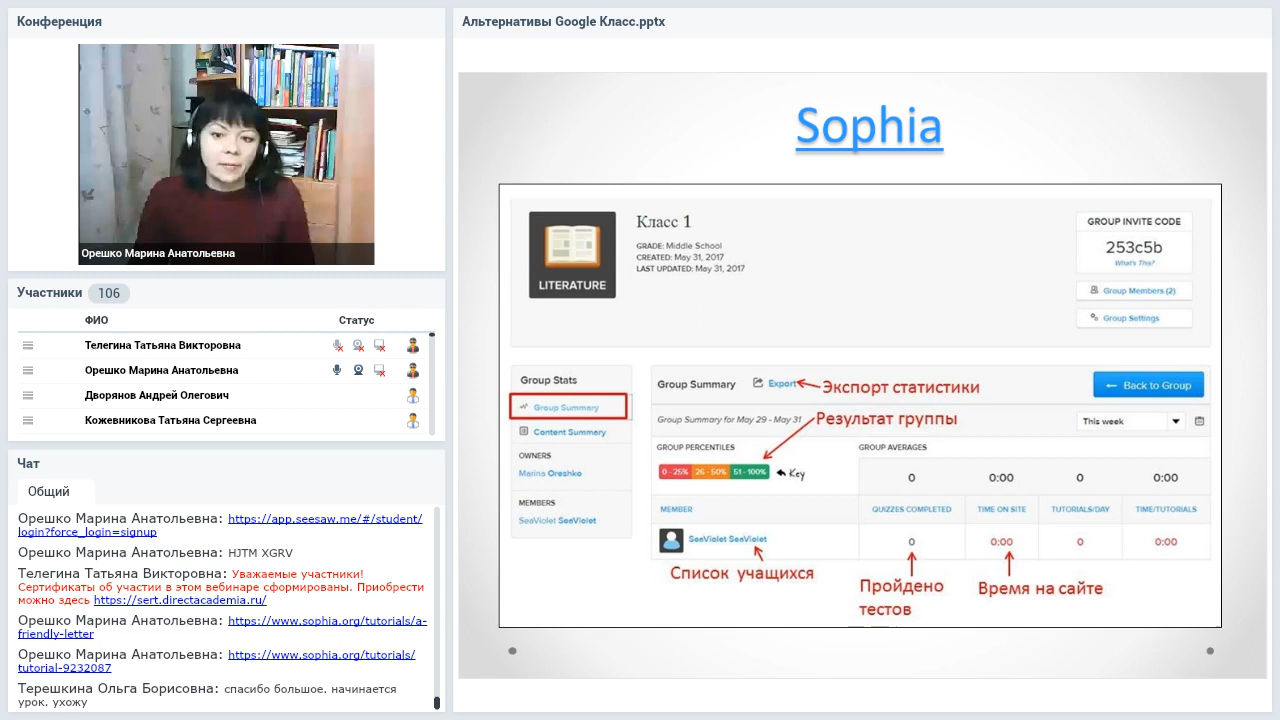 Конференция
Орешко Марина Анатольевна
Участники 106
ФИО Статус
Телегина Татьяна Викторовна
Орешко Марина Анатольевна
Дворянов Андрей Олегович
Кожевникова Татьяна Сергеевна
Чат
Общий
Орешко Марина Анатольевна: https://app.seesaw.me/#/student/
login?force_login=signup
Орешко Марина Анатольевна: HJTM XGRV
Телегина Татьяна Викторовна: Уважаемые участники!
Сертификаты об участии в этом вебинаре сформированы. Приобрести
можно здесь https://sert.directacademia.ru/
Орешко Марина Анатольевна: https://www.sophia.org/tutorials/a-
friendly-letter
Орешко Марина Анатольевна: https://www.sophia.org/tutorials/
tutorial-9232087
Терешкина Ольга Борисовна: спасибо большое. начинается
урок. ухожу
Альтернативы Google Класс.pptx
Sophia
LITERATURE
Класс 1
GRADE: Middle School
CREATED: May 31, 2017
LAST UPDATED: May 31, 2017
GROUP INVITE CODE
253c5b
What's This?
Group Members (2)
Group Settings
Group Stats
Group Summary
Content Summary
OWNERS
Marina Oreshko
MEMBERS
SeaViolet SeaViolet
Group Summary Export Экспорт статистики ← Back to Group
Group Summary for May 29 - May 31 Результат группы This week
GROUP PERCENTILES GROUP AVERAGES
0 - 25% 26 - 50% 51 - 100% Key 0 0:00 0 0:00
MEMBER QUIZZES COMPLETED TIME ON SITE TUTORIALS/DAY TIME/TUTORIALS
SeaViolet SeaViolet 0 0:00 0 0:00
Список учащихся
Пройдено
тестов
Время на сайте